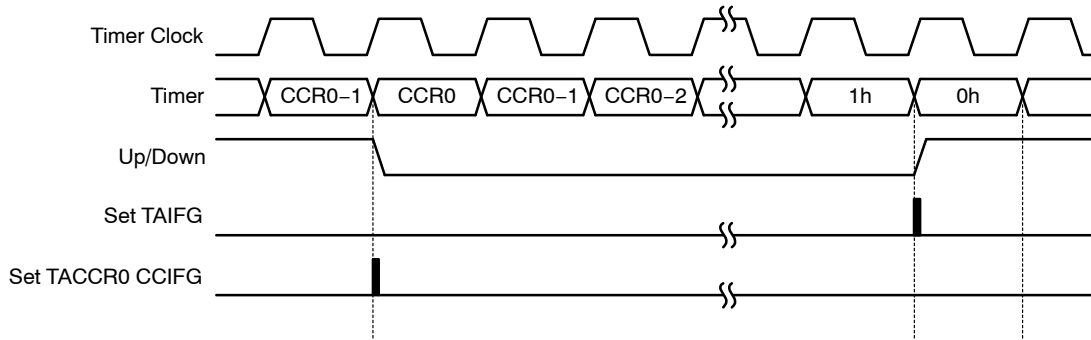 Timer Clock
Timer CCR0−1 CCR0 CCR0−1 CCR0−2 1h 0h
Up/Down
Set TAIFG
Set TACCR0 CCIFG